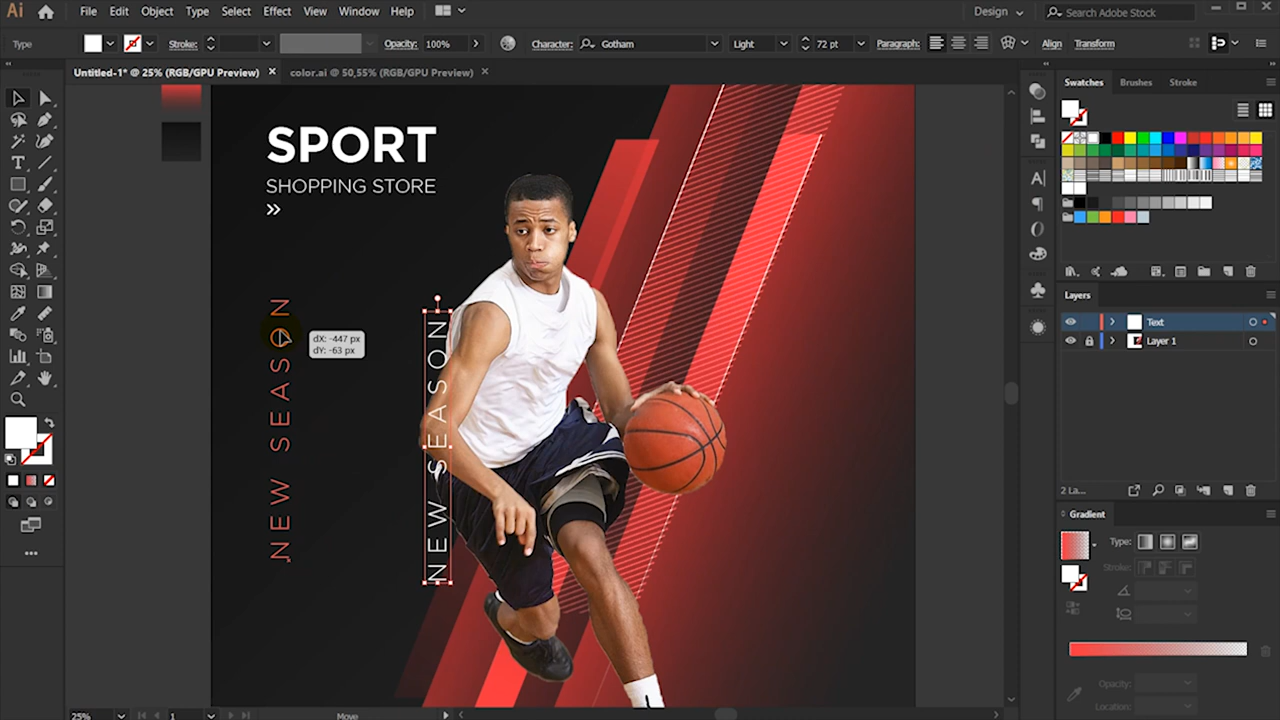 Ai File Edit Object Type Select Effect View Window Help Design Search Adobe Stock
Type Stroke: Opacity: 100% Character: Gotham Light 72 pt Paragraph: Align Transform
Untitled-1* @ 25% (RGB/GPU Preview) × color.ai @ 50,55% (RGB/GPU Preview) ×
Swatches Brushes Stroke
SPORT
SHOPPING STORE
»
NEW SEASON
dX: -447 px
dY: -63 px
NEW SEASON
Layers
Text
Layer 1
2 La...
Gradient
Type:
Stroke:
Opacity:
Location:
25% 1 Move